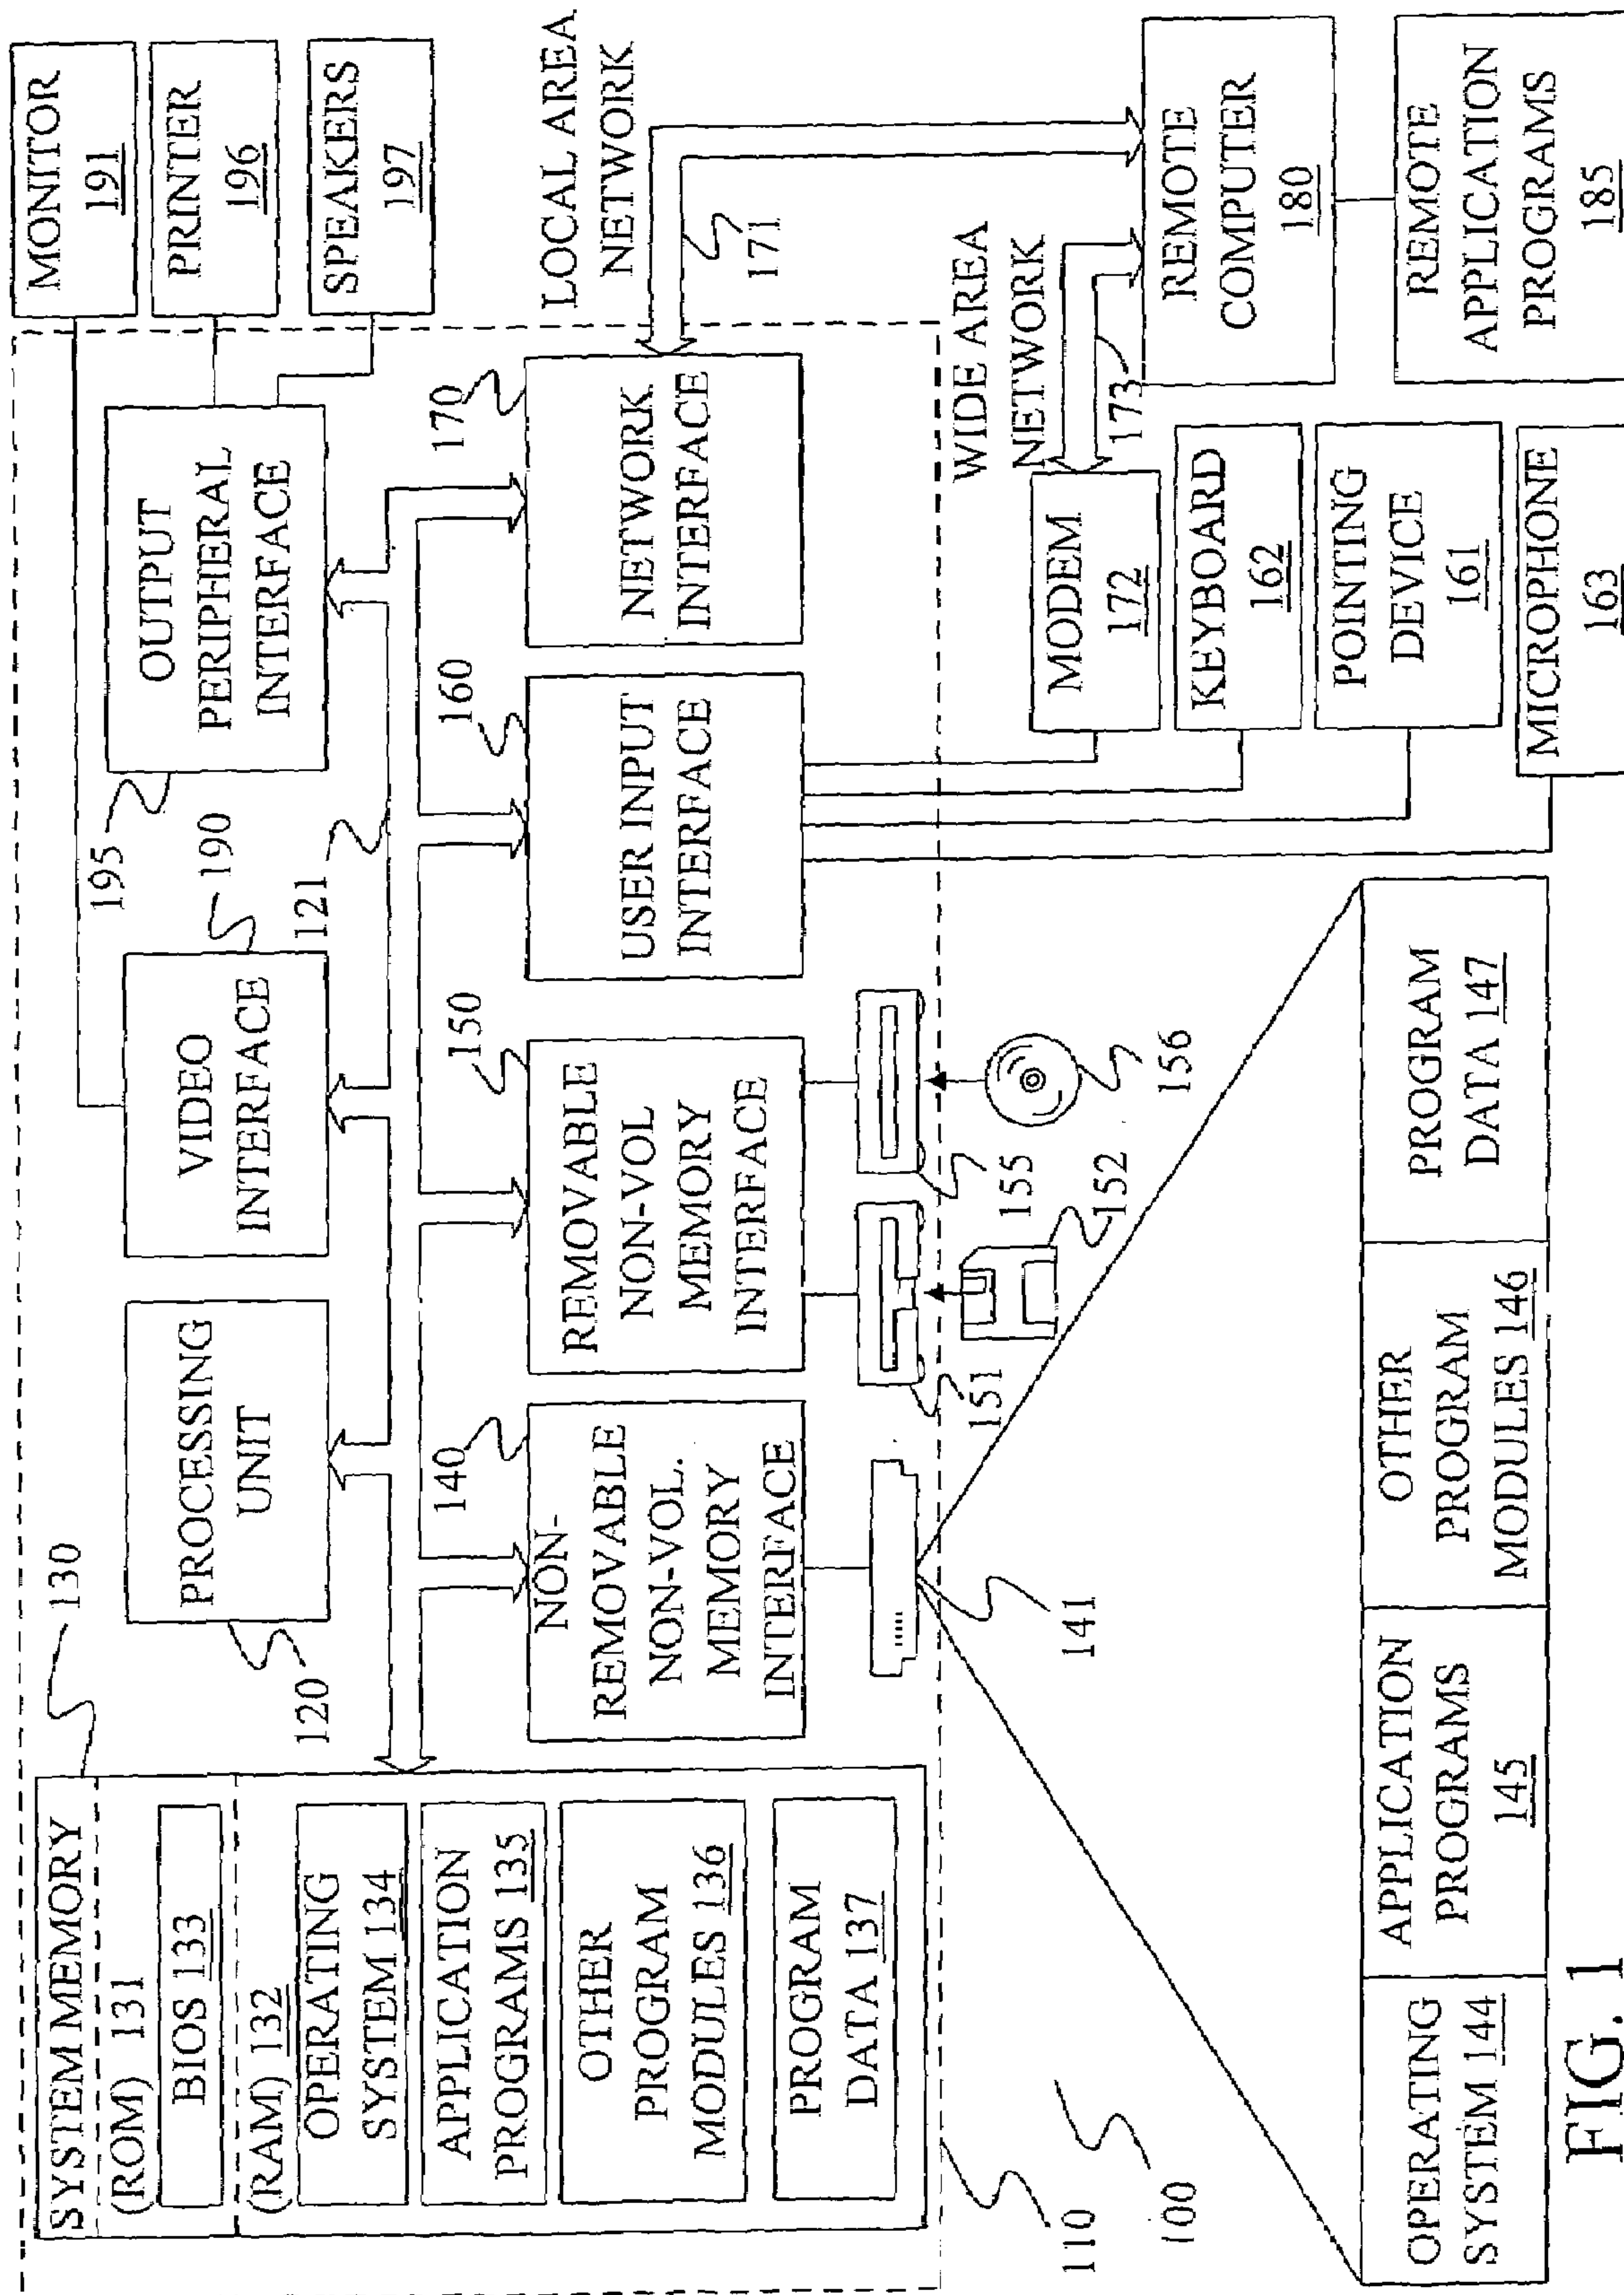 SYSTEM MEMORY
(ROM) 131
BIOS 133
(RAM) 132
OPERATING
SYSTEM 134
APPLICATION
PROGRAMS 135
OTHER
PROGRAM
MODULES 136
PROGRAM
DATA 137
130
PROCESSING
UNIT
120
VIDEO
INTERFACE
190
OUTPUT
PERIPHERAL
INTERFACE
195
121
MONITOR
191
PRINTER
196
SPEAKERS
197
NON-
REMOVABLE
NON-VOL.
MEMORY
INTERFACE
140
REMOVABLE
NON-VOL
MEMORY
INTERFACE
150
USER INPUT
INTERFACE
160
NETWORK
INTERFACE
170
LOCAL AREA
NETWORK
171
141
151
155
152
156
WIDE AREA
NETWORK
173
MODEM
172
KEYBOARD
162
POINTING
DEVICE
161
MICROPHONE
163
REMOTE
COMPUTER
180
REMOTE
APPLICATION
PROGRAMS
185
110
100
OPERATING
SYSTEM 144
APPLICATION
PROGRAMS
145
OTHER
PROGRAM
MODULES 146
PROGRAM
DATA 147
FIG. 1